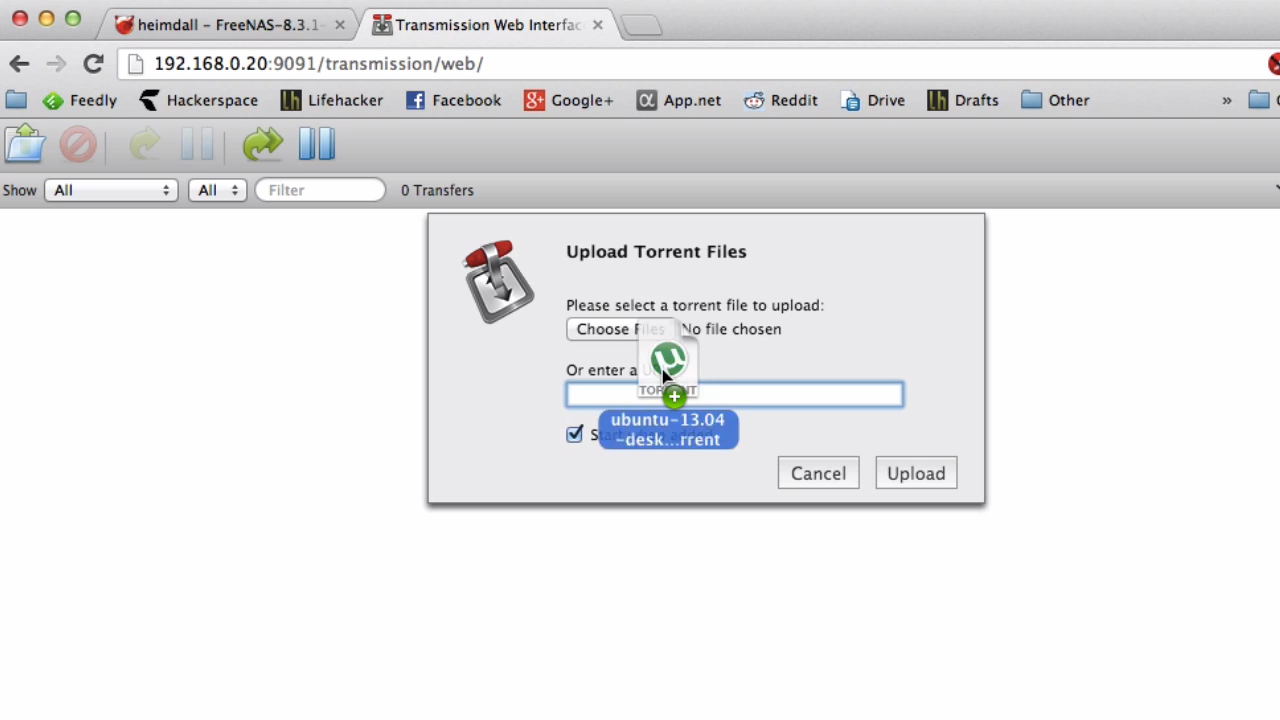 heimdall – FreeNAS-8.3.1-
Transmission Web Interfac
192.168.0.20:9091/transmission/web/
Feedly Hackerspace Lifehacker Facebook Google+ App.net Reddit Drive Drafts Other »
Show All All Filter 0 Transfers
Upload Torrent Files
Please select a torrent file to upload:
Choose Files No file chosen
Or enter a
TORRENT
ubuntu-13.04
-desk...rrent
Cancel Upload